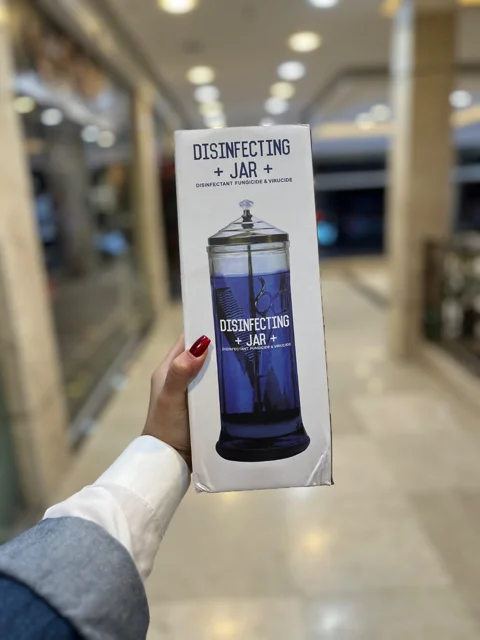 DISINFECTING
+ JAR +
DISINFECTANT FUNGICIDE & VIRUCIDE
DISINFECTING
+ JAR +
DISINFECTANT FUNGICIDE & VIRUCIDE